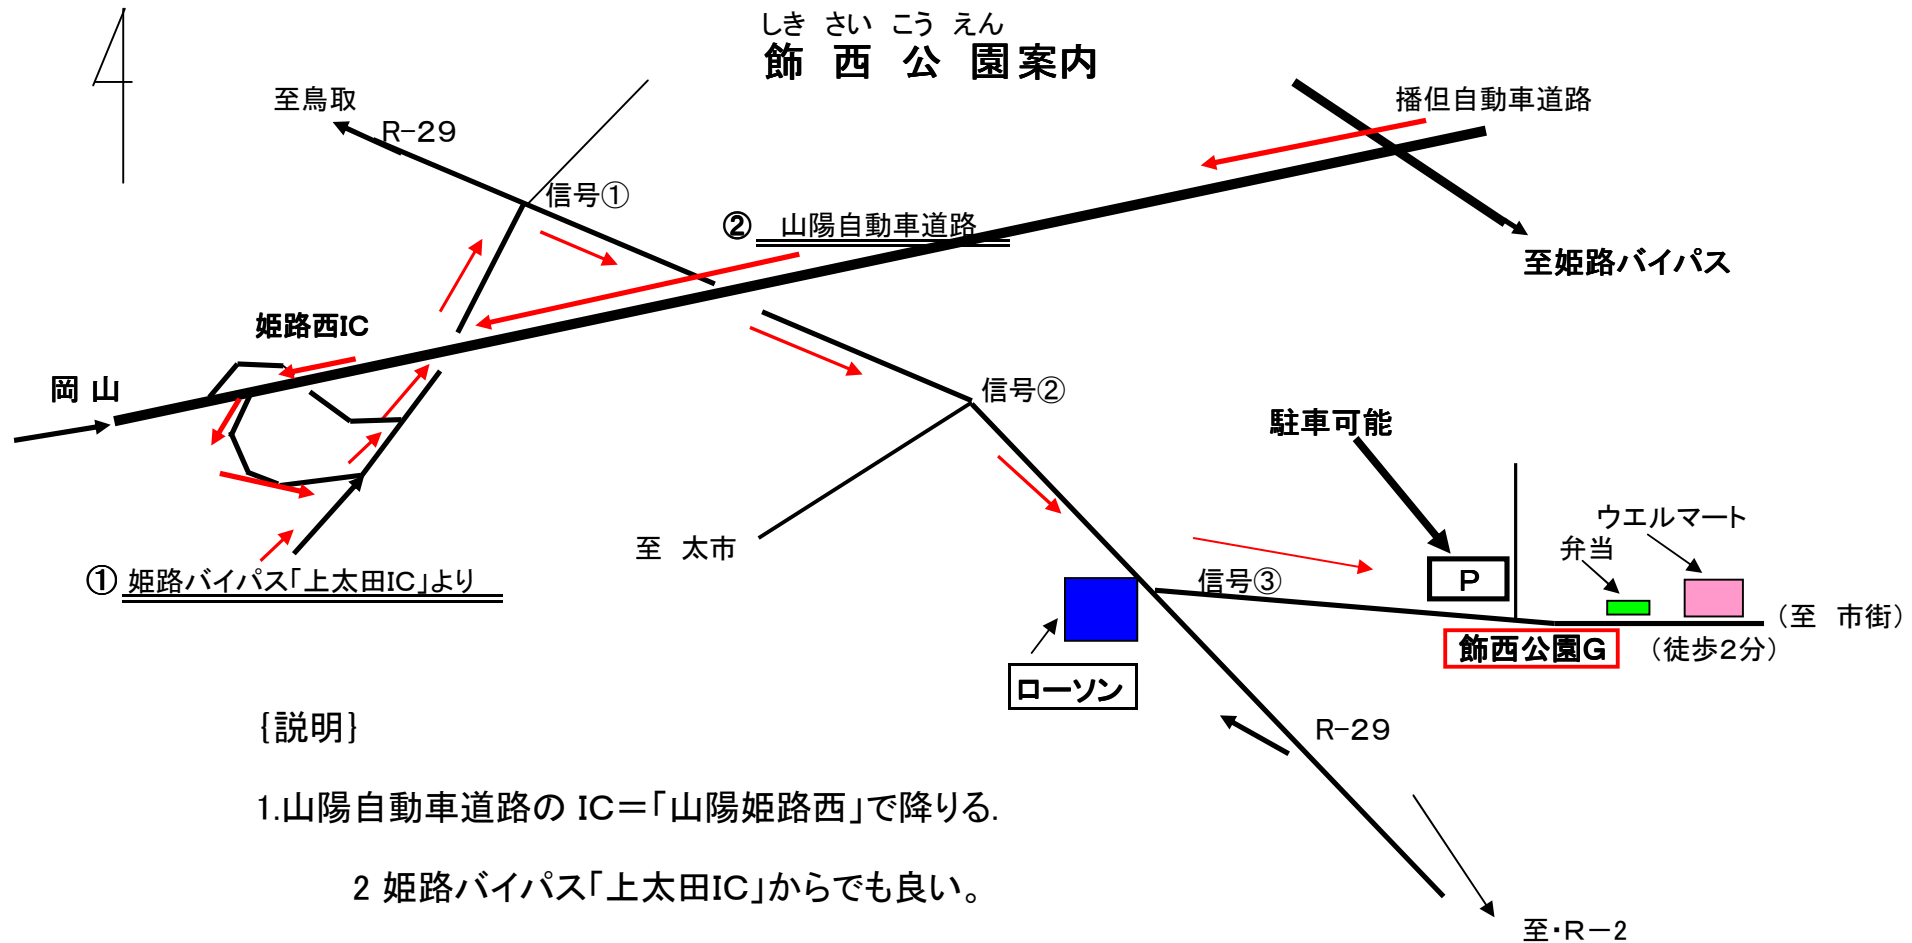 しき さい こう えん
飾 西 公 園 案内
至鳥取
R-29
播但自動車道路
信号①
② 山陽自動車道路
至姫路バイパス
姫路西IC
岡 山
信号②
駐車可能
ウエルマート
弁当
至 太市
① 姫路バイパス「上太田IC」より
信号③
P
(至 市街)
飾西公園G
(徒歩2分)
ローソン
R-29
{説明}
1.山陽自動車道路の IC=「山陽姫路西」で降りる.
2 姫路バイパス「上太田IC」からでも良い。
至・R-2